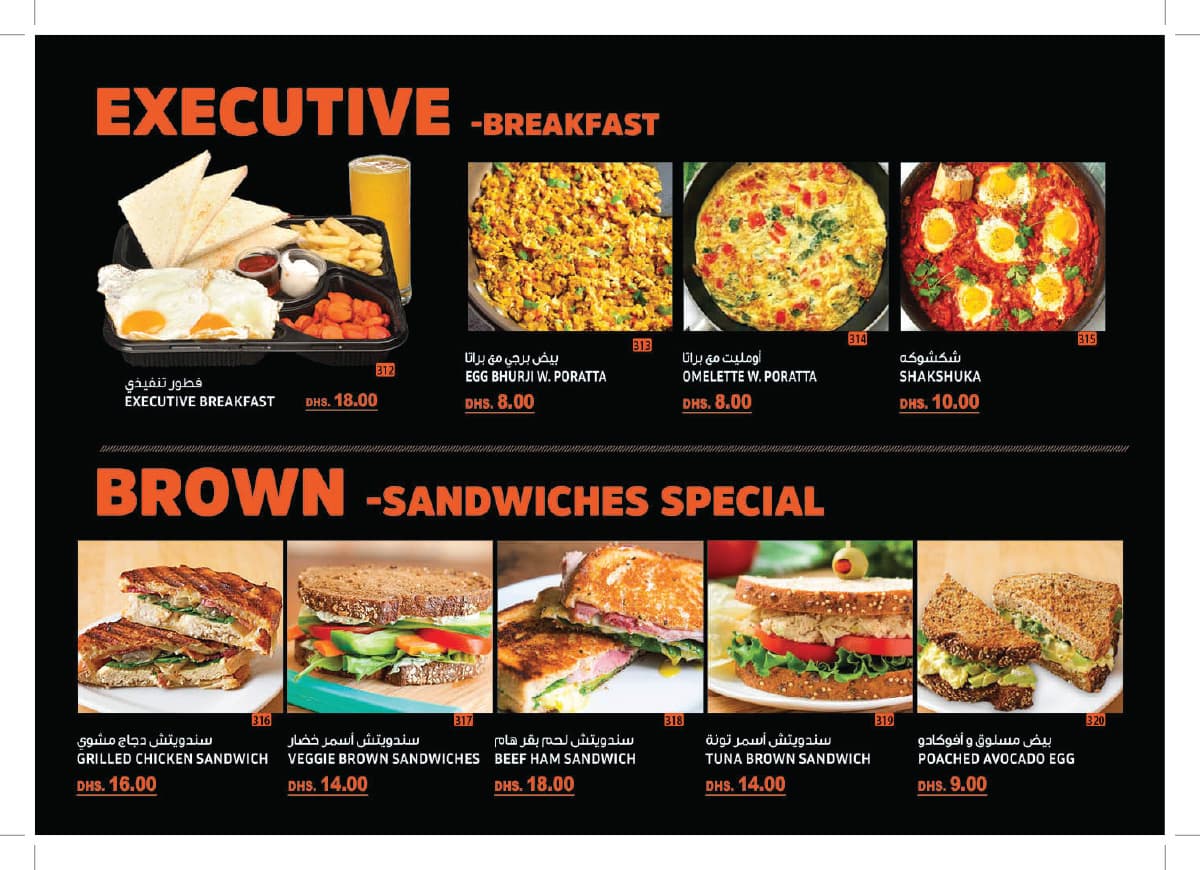 EXECUTIVE -BREAKFAST
312
فطور تنفيذي
EXECUTIVE BREAKFAST
DHS. 18.00
313
بيض برجي مع براتا
EGG BHURJI W. PORATTA
DHS. 8.00
314
أومليت مع براتا
OMELETTE W. PORATTA
DHS. 8.00
315
شكشوكه
SHAKSHUKA
DHS. 10.00
BROWN -SANDWICHES SPECIAL
316
سندويتش دجاج مشوي
GRILLED CHICKEN SANDWICH
DHS. 16.00
317
سندويتش أسمر خضار
VEGGIE BROWN SANDWICHES
DHS. 14.00
318
سندويتش لحم بقر هام
BEEF HAM SANDWICH
DHS. 18.00
319
سندويتش أسمر تونة
TUNA BROWN SANDWICH
DHS. 14.00
320
بيض مسلوق و أفوكادو
POACHED AVOCADO EGG
DHS. 9.00